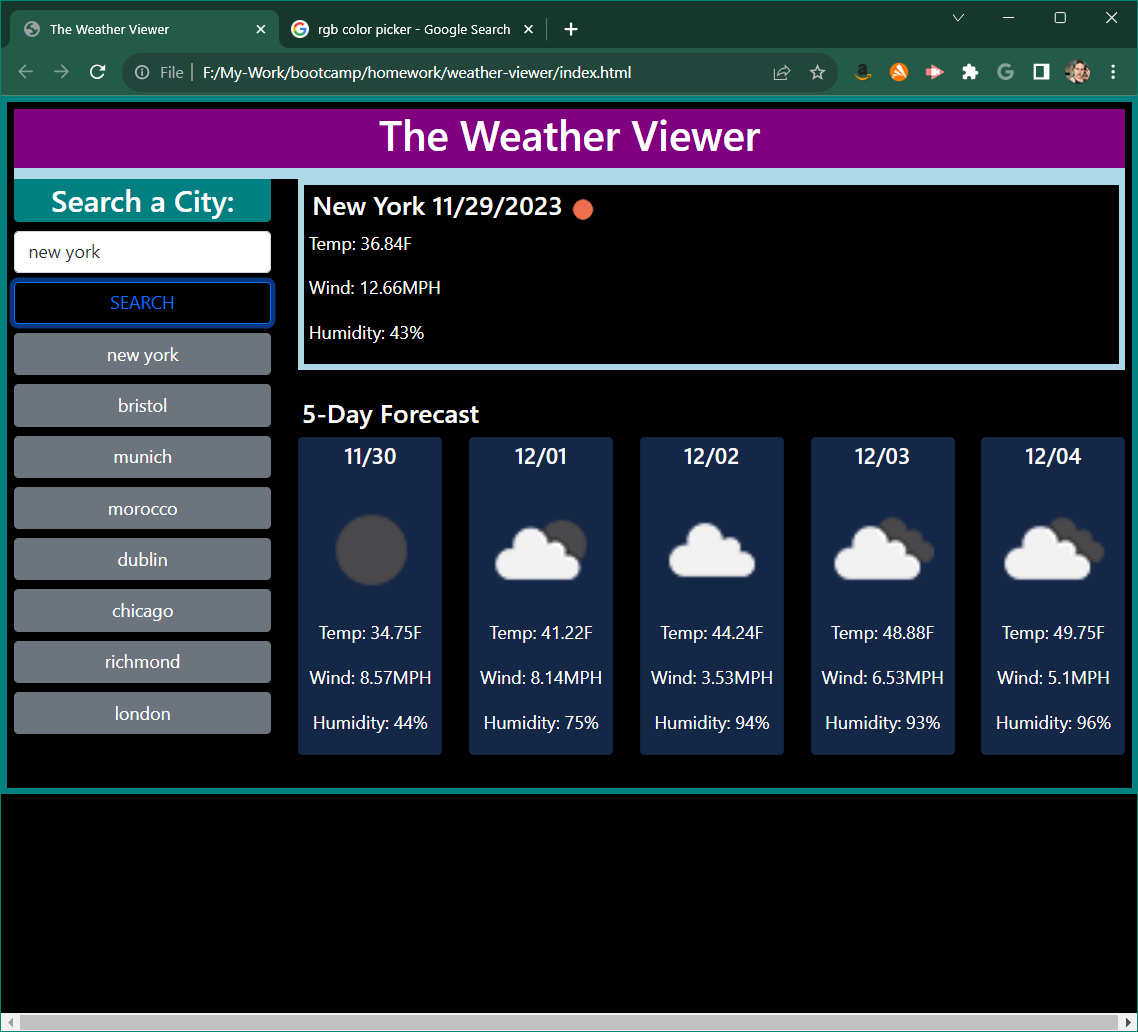 The Weather Viewer
rgb color picker - Google Search
File
F:/My-Work/bootcamp/homework/weather-viewer/index.html
The Weather Viewer
Search a City:
new york
SEARCH
new york
bristol
munich
morocco
dublin
chicago
richmond
london
New York 11/29/2023
Temp: 36.84F
Wind: 12.66MPH
Humidity: 43%
5-Day Forecast
11/30
Temp: 34.75F
Wind: 8.57MPH
Humidity: 44%
12/01
Temp: 41.22F
Wind: 8.14MPH
Humidity: 75%
12/02
Temp: 44.24F
Wind: 3.53MPH
Humidity: 94%
12/03
Temp: 48.88F
Wind: 6.53MPH
Humidity: 93%
12/04
Temp: 49.75F
Wind: 5.1MPH
Humidity: 96%